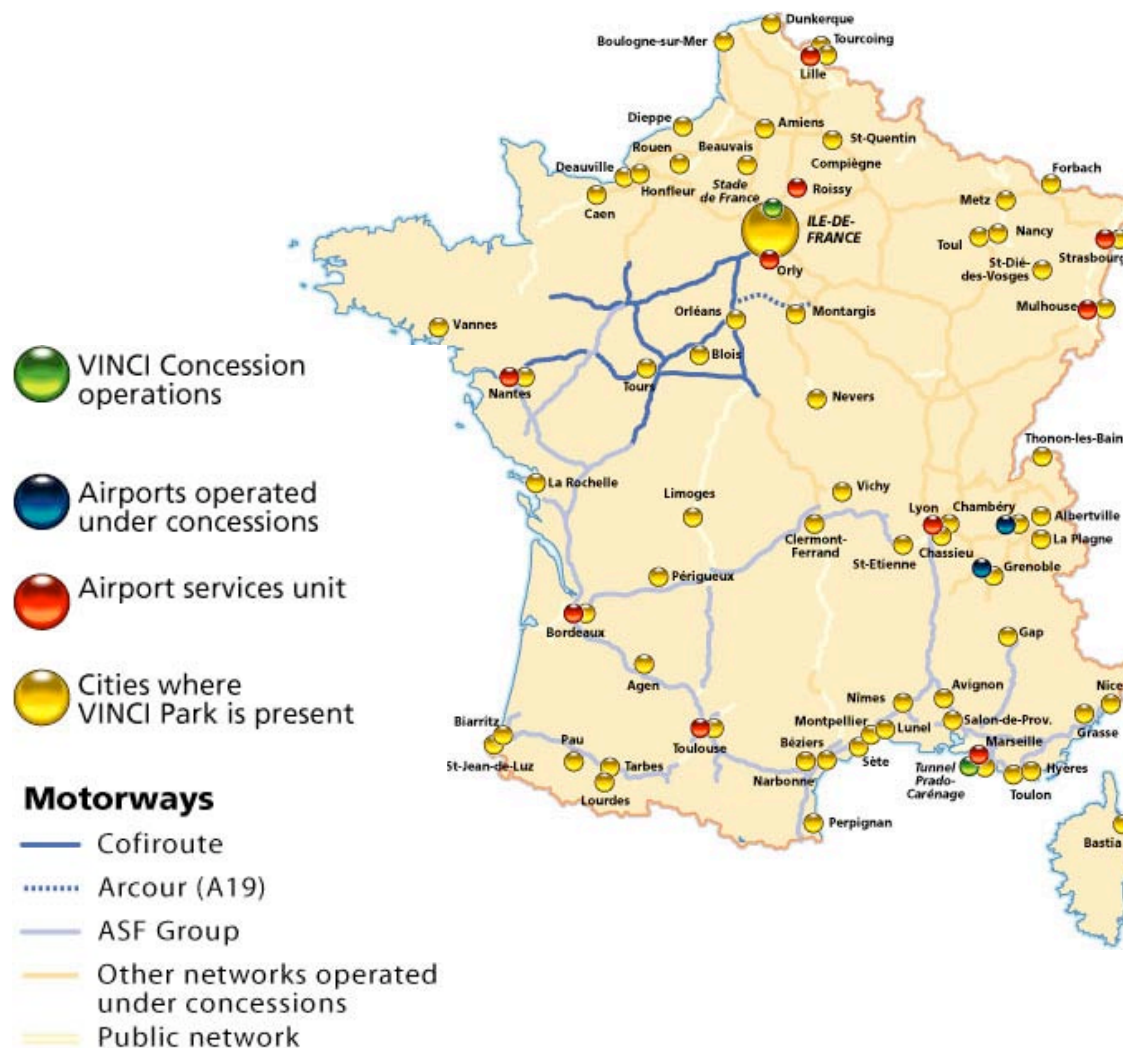 Dunkerque
Boulogne-sur-Mer
Tourcoing
Lille
Dieppe
Amiens
St-Quentin
Rouen
Beauvais
Compiègne
Deauville
Forbach
Honfleur
Stade
de France
Roissy
Metz
Caen
ILE-DE-
FRANCE
Nancy
Toul
Strasbourg
St-Dié-
des-Vosges
Orly
Mulhouse
Orléans
Montargis
Vannes
Blois
Tours
Nantes
Nevers
Thonon-les-Bain
La Rochelle
Limoges
Vichy
Lyon
Chambéry
Albertville
Clermont-
Ferrand
La Plagne
Chassieu
St-Etienne
Grenoble
Périgueux
Bordeaux
Gap
Agen
Avignon
Nice
Nîmes
Biarritz
Montpellier
Lunel
Salon-de-Prov.
Grasse
Pau
Toulouse
Béziers
Marseille
St-Jean-de-Luz
Tarbes
Sète
Hyères
Narbonne
Tunnel
Prado-
Carénage
Lourdes
Toulon
Perpignan
Bastia
VINCI Concession
operations
Airports operated
under concessions
Airport services unit
Cities where
VINCI Park is present
Motorways
Cofiroute
Arcour (A19)
ASF Group
Other networks operated
under concessions
Public network